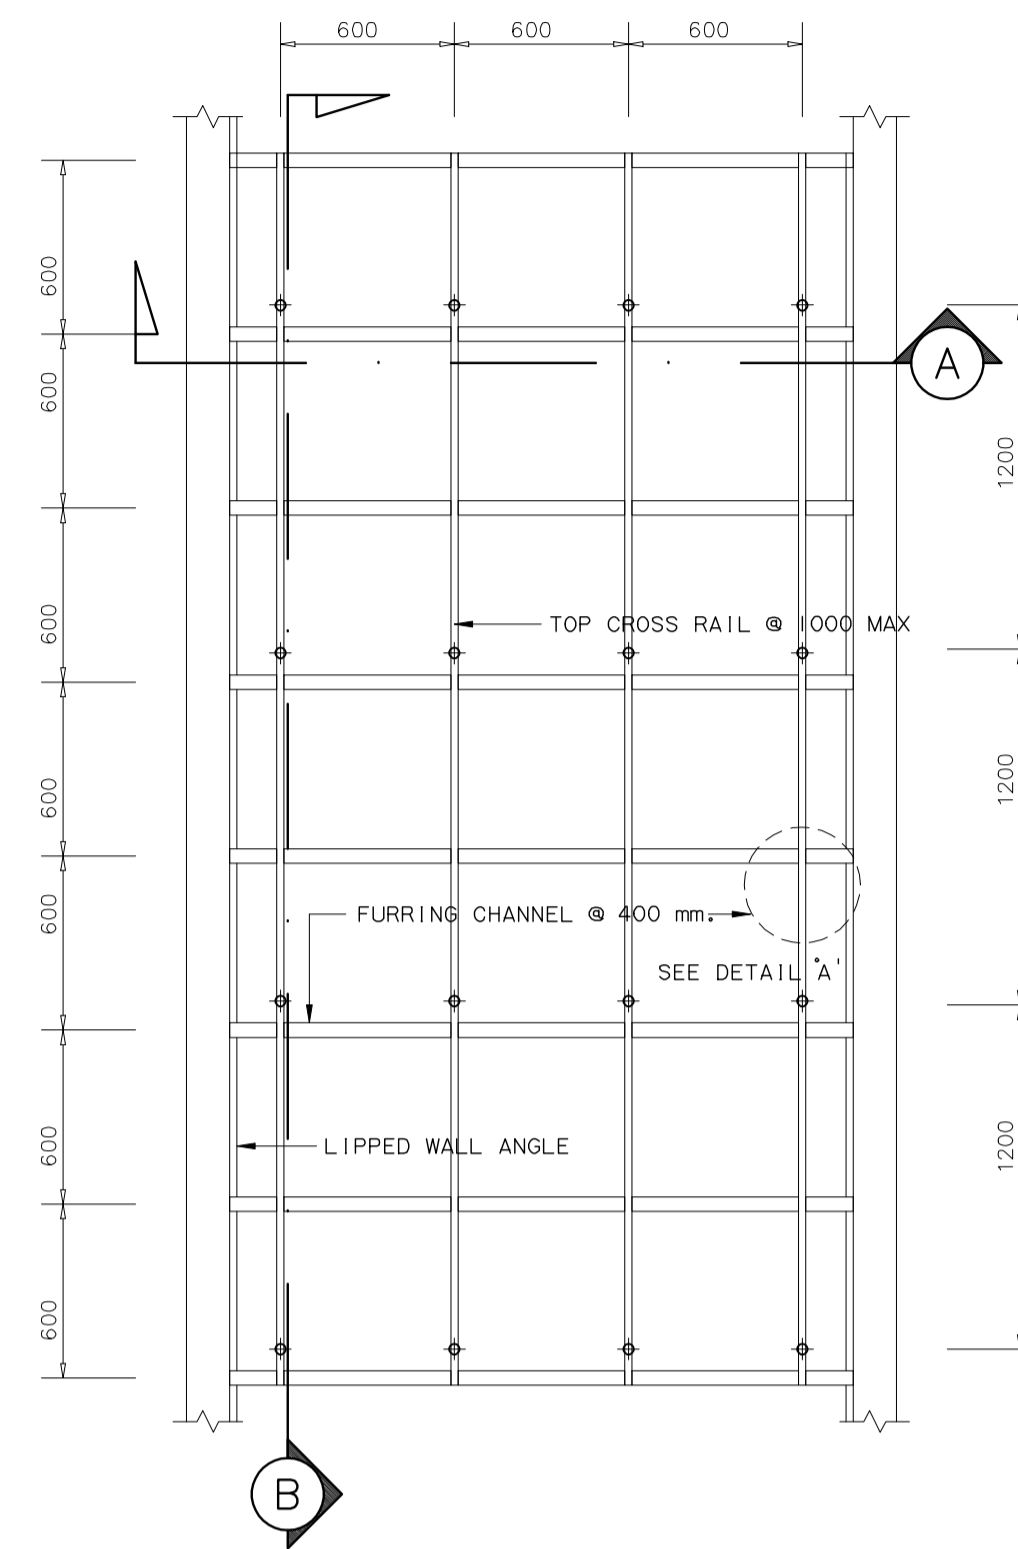 600 600 600
600
A
600
1200
600
TOP CROSS RAIL @ 1000 MAX
600
1200
600
FURRING CHANNEL @ 400 mm.
SEE DETAIL 'A'
600
LIPPED WALL ANGLE
1200
600
B